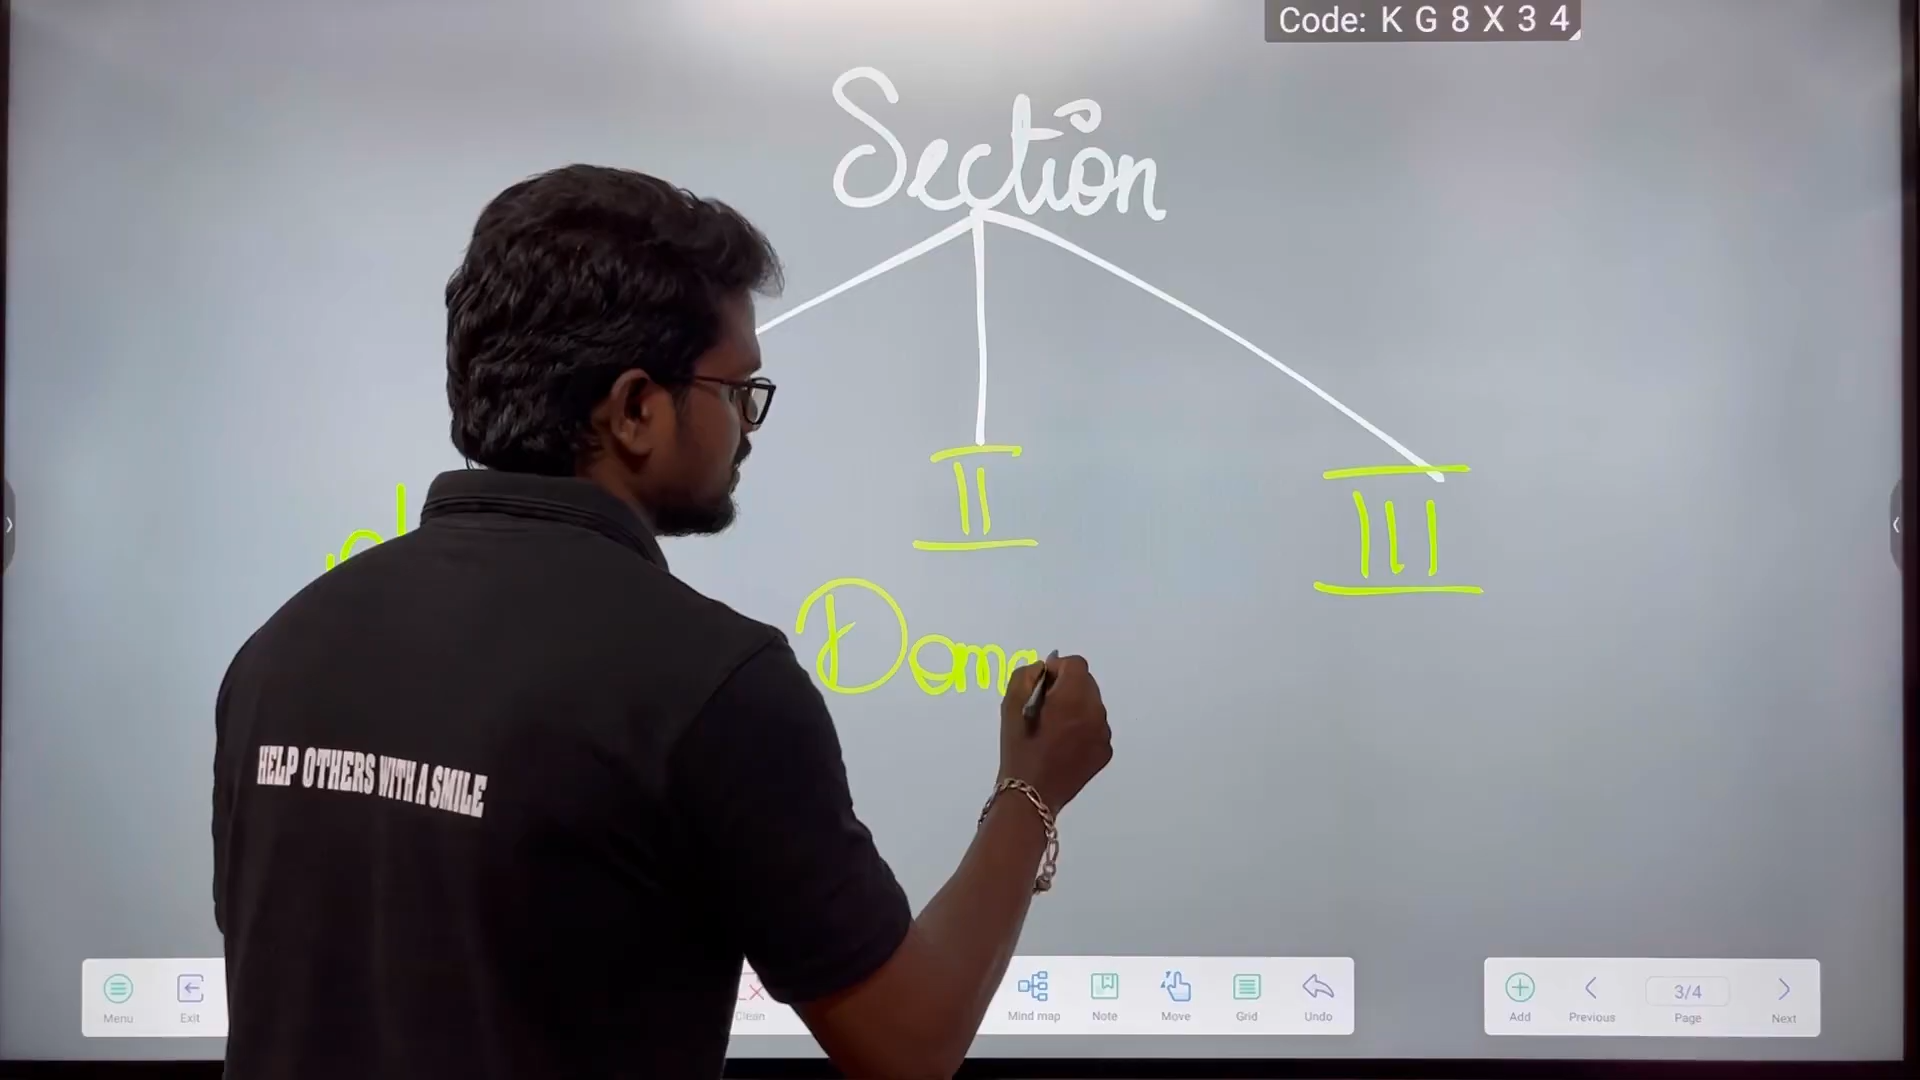 Code: K G 8 X 3 4
Section
II
III
HELP OTHERS WITH A SMILE
Menu
Exit
Clean
Mind map
Note
Move
Grid
Undo
Add
Previous
3/4
Page
Next